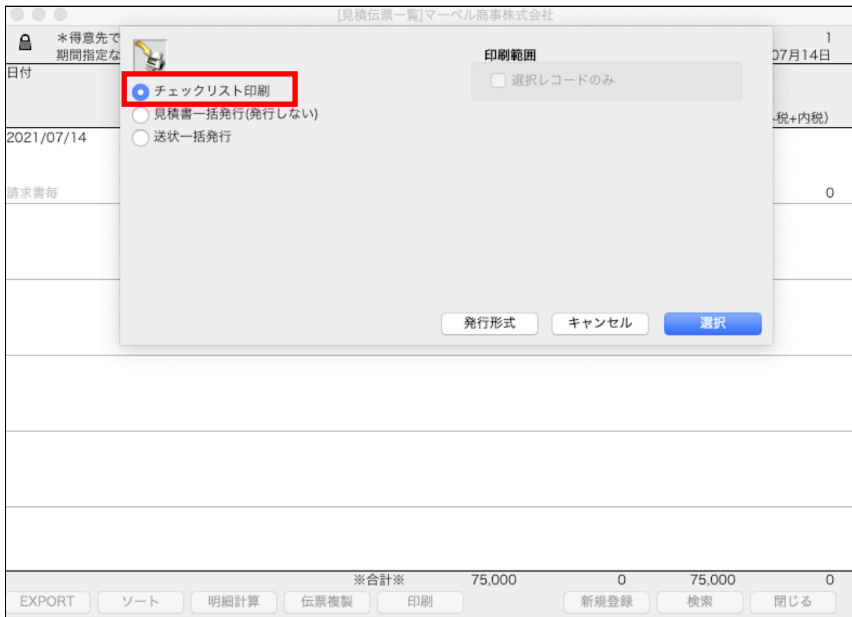 [見積伝票一覧]マーベル商事株式会社
*得意先で
1
期間指定な
07月14日
印刷範囲
選択レコードのみ
日付
チェックリスト印刷
見積書一括発行(発行しない)
税+内税)
2021/07/14
送状一括発行
請求書毎
0
発行形式 キャンセル 選択
※合計※ 75,000 0 75,000 0
EXPORT ソート 明細計算 伝票複製 印刷 新規登録 検索 閉じる